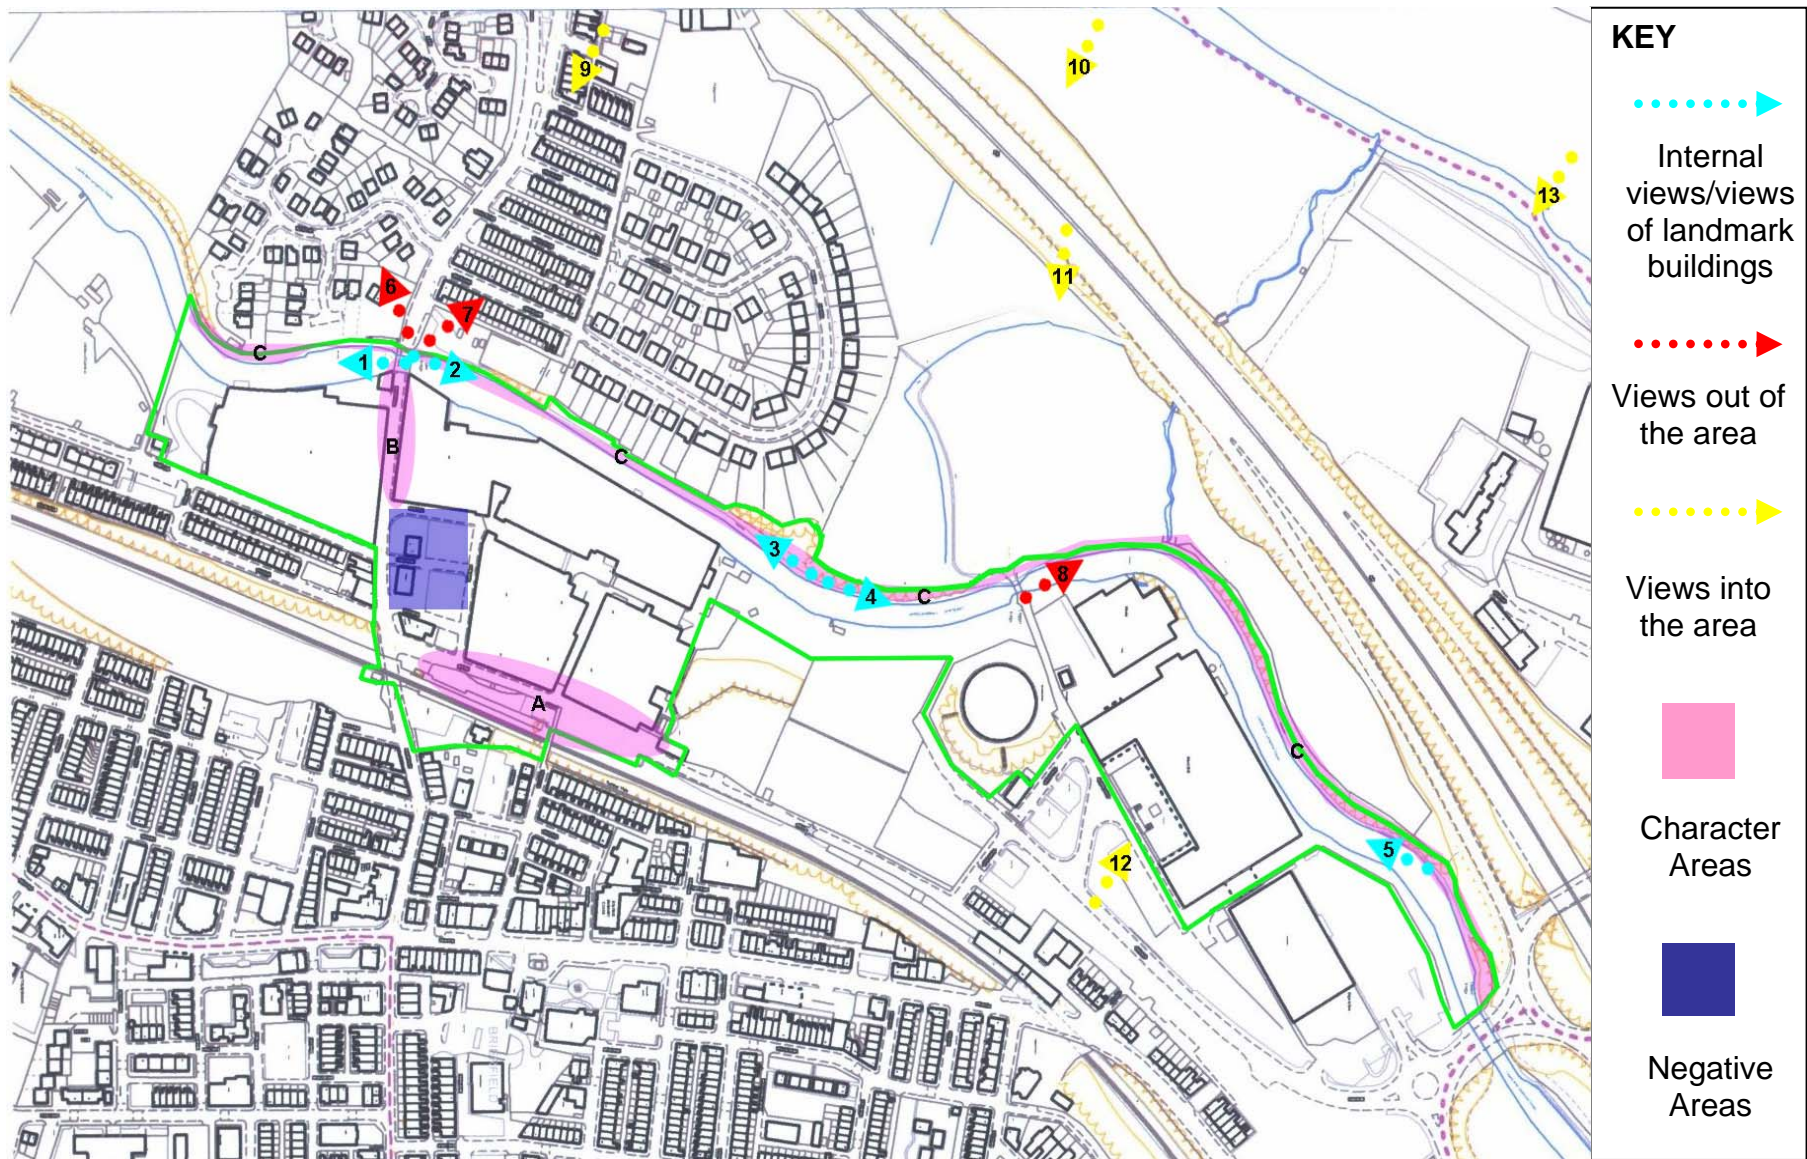 9
10
KEY
13
Internal
views/views
of landmark
buildings
11
6
7
C
1
2
Views out of
the area
B
C
3
8
4
C
Views into
the area
A
C
Character
Areas
5
12
Negative
Areas